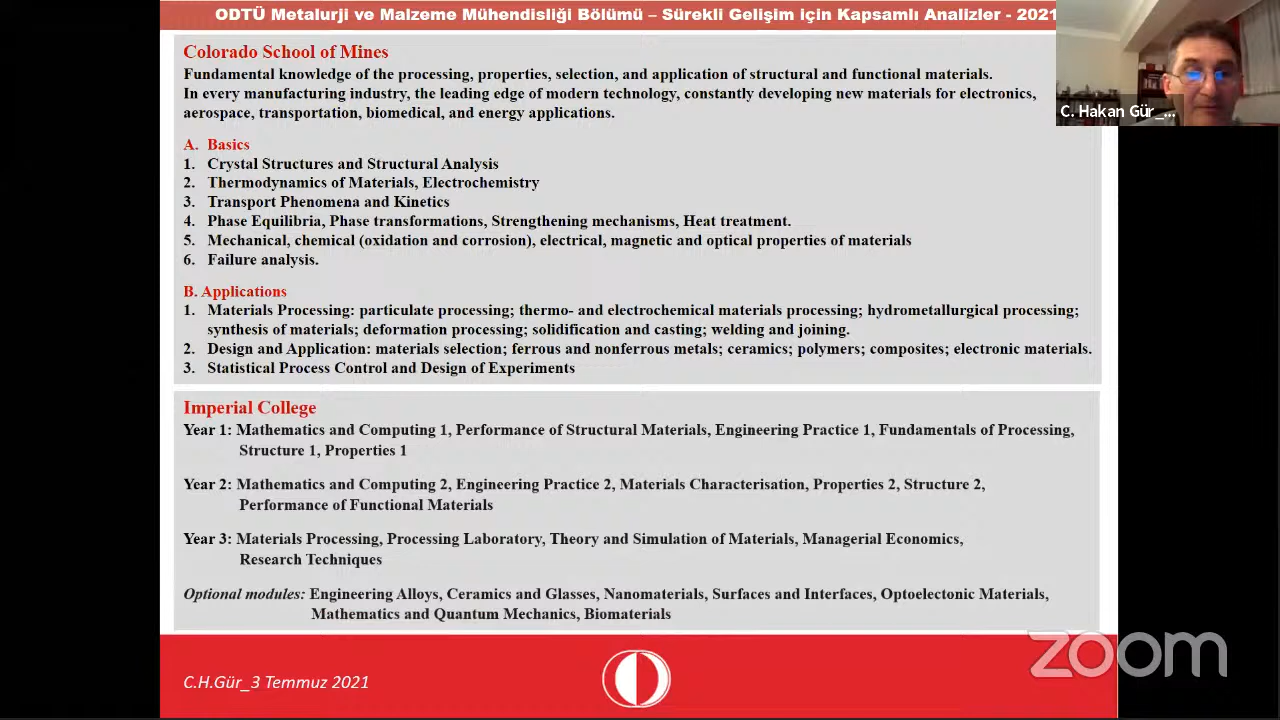 ODTÜ Metalurji ve Malzeme Mühendisliği Bölümü – Sürekli Gelişim için Kapsamlı Analizler - 2021
Colorado School of Mines
Fundamental knowledge of the processing, properties, selection, and application of structural and functional materials.
In every manufacturing industry, the leading edge of modern technology, constantly developing new materials for electronics,
aerospace, transportation, biomedical, and energy applications.
C. Hakan Gür_...
A. Basics
1. Crystal Structures and Structural Analysis
2. Thermodynamics of Materials, Electrochemistry
3. Transport Phenomena and Kinetics
4. Phase Equilibria, Phase transformations, Strengthening mechanisms, Heat treatment.
5. Mechanical, chemical (oxidation and corrosion), electrical, magnetic and optical properties of materials
6. Failure analysis.
B. Applications
1. Materials Processing: particulate processing; thermo- and electrochemical materials processing; hydrometallurgical processing;
synthesis of materials; deformation processing; solidification and casting; welding and joining.
2. Design and Application: materials selection; ferrous and nonferrous metals; ceramics; polymers; composites; electronic materials.
3. Statistical Process Control and Design of Experiments
Imperial College
Year 1: Mathematics and Computing 1, Performance of Structural Materials, Engineering Practice 1, Fundamentals of Processing,
Structure 1, Properties 1
Year 2: Mathematics and Computing 2, Engineering Practice 2, Materials Characterisation, Properties 2, Structure 2,
Performance of Functional Materials
Year 3: Materials Processing, Processing Laboratory, Theory and Simulation of Materials, Managerial Economics,
Research Techniques
Optional modules: Engineering Alloys, Ceramics and Glasses, Nanomaterials, Surfaces and Interfaces, Optoelectonic Materials,
Mathematics and Quantum Mechanics, Biomaterials
zoom
C.H.Gür_3 Temmuz 2021